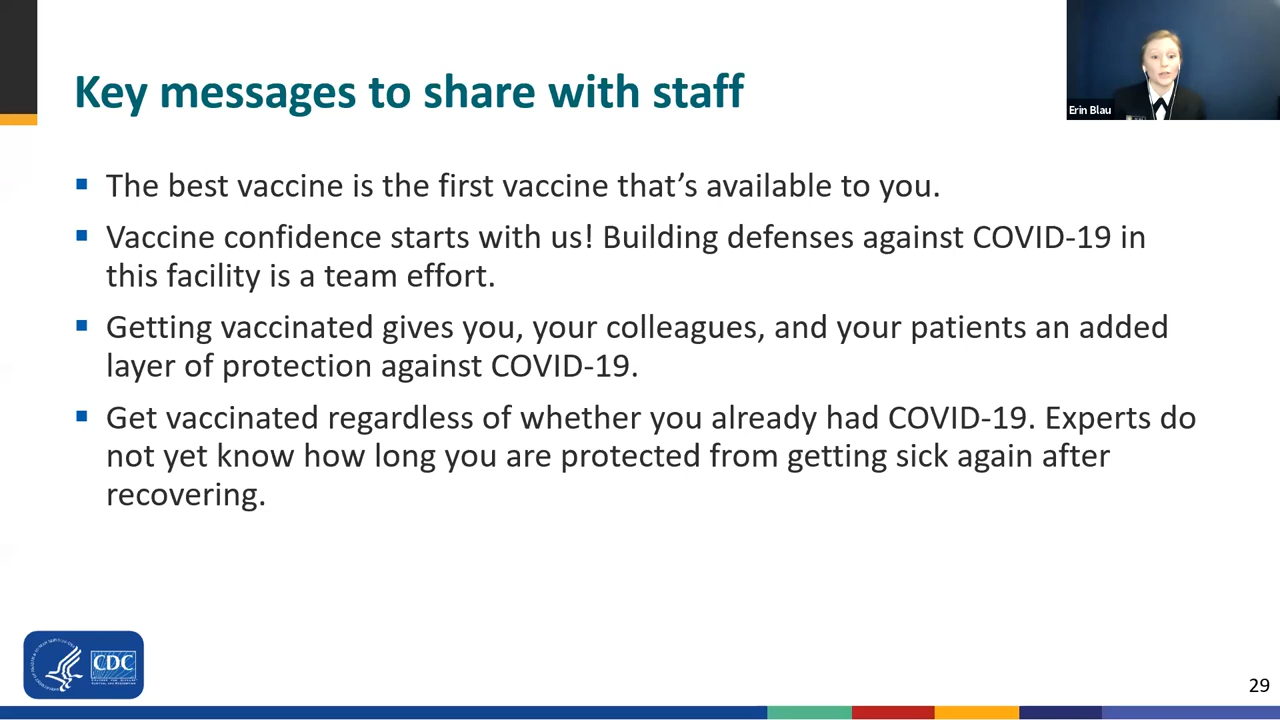 Key messages to share with staff
Erin Blau
▪ The best vaccine is the first vaccine that's available to you.
▪ Vaccine confidence starts with us! Building defenses against COVID-19 in
this facility is a team effort.
▪ Getting vaccinated gives you, your colleagues, and your patients an added
layer of protection against COVID-19.
▪ Get vaccinated regardless of whether you already had COVID-19. Experts do
not yet know how long you are protected from getting sick again after
recovering.
CDC
29